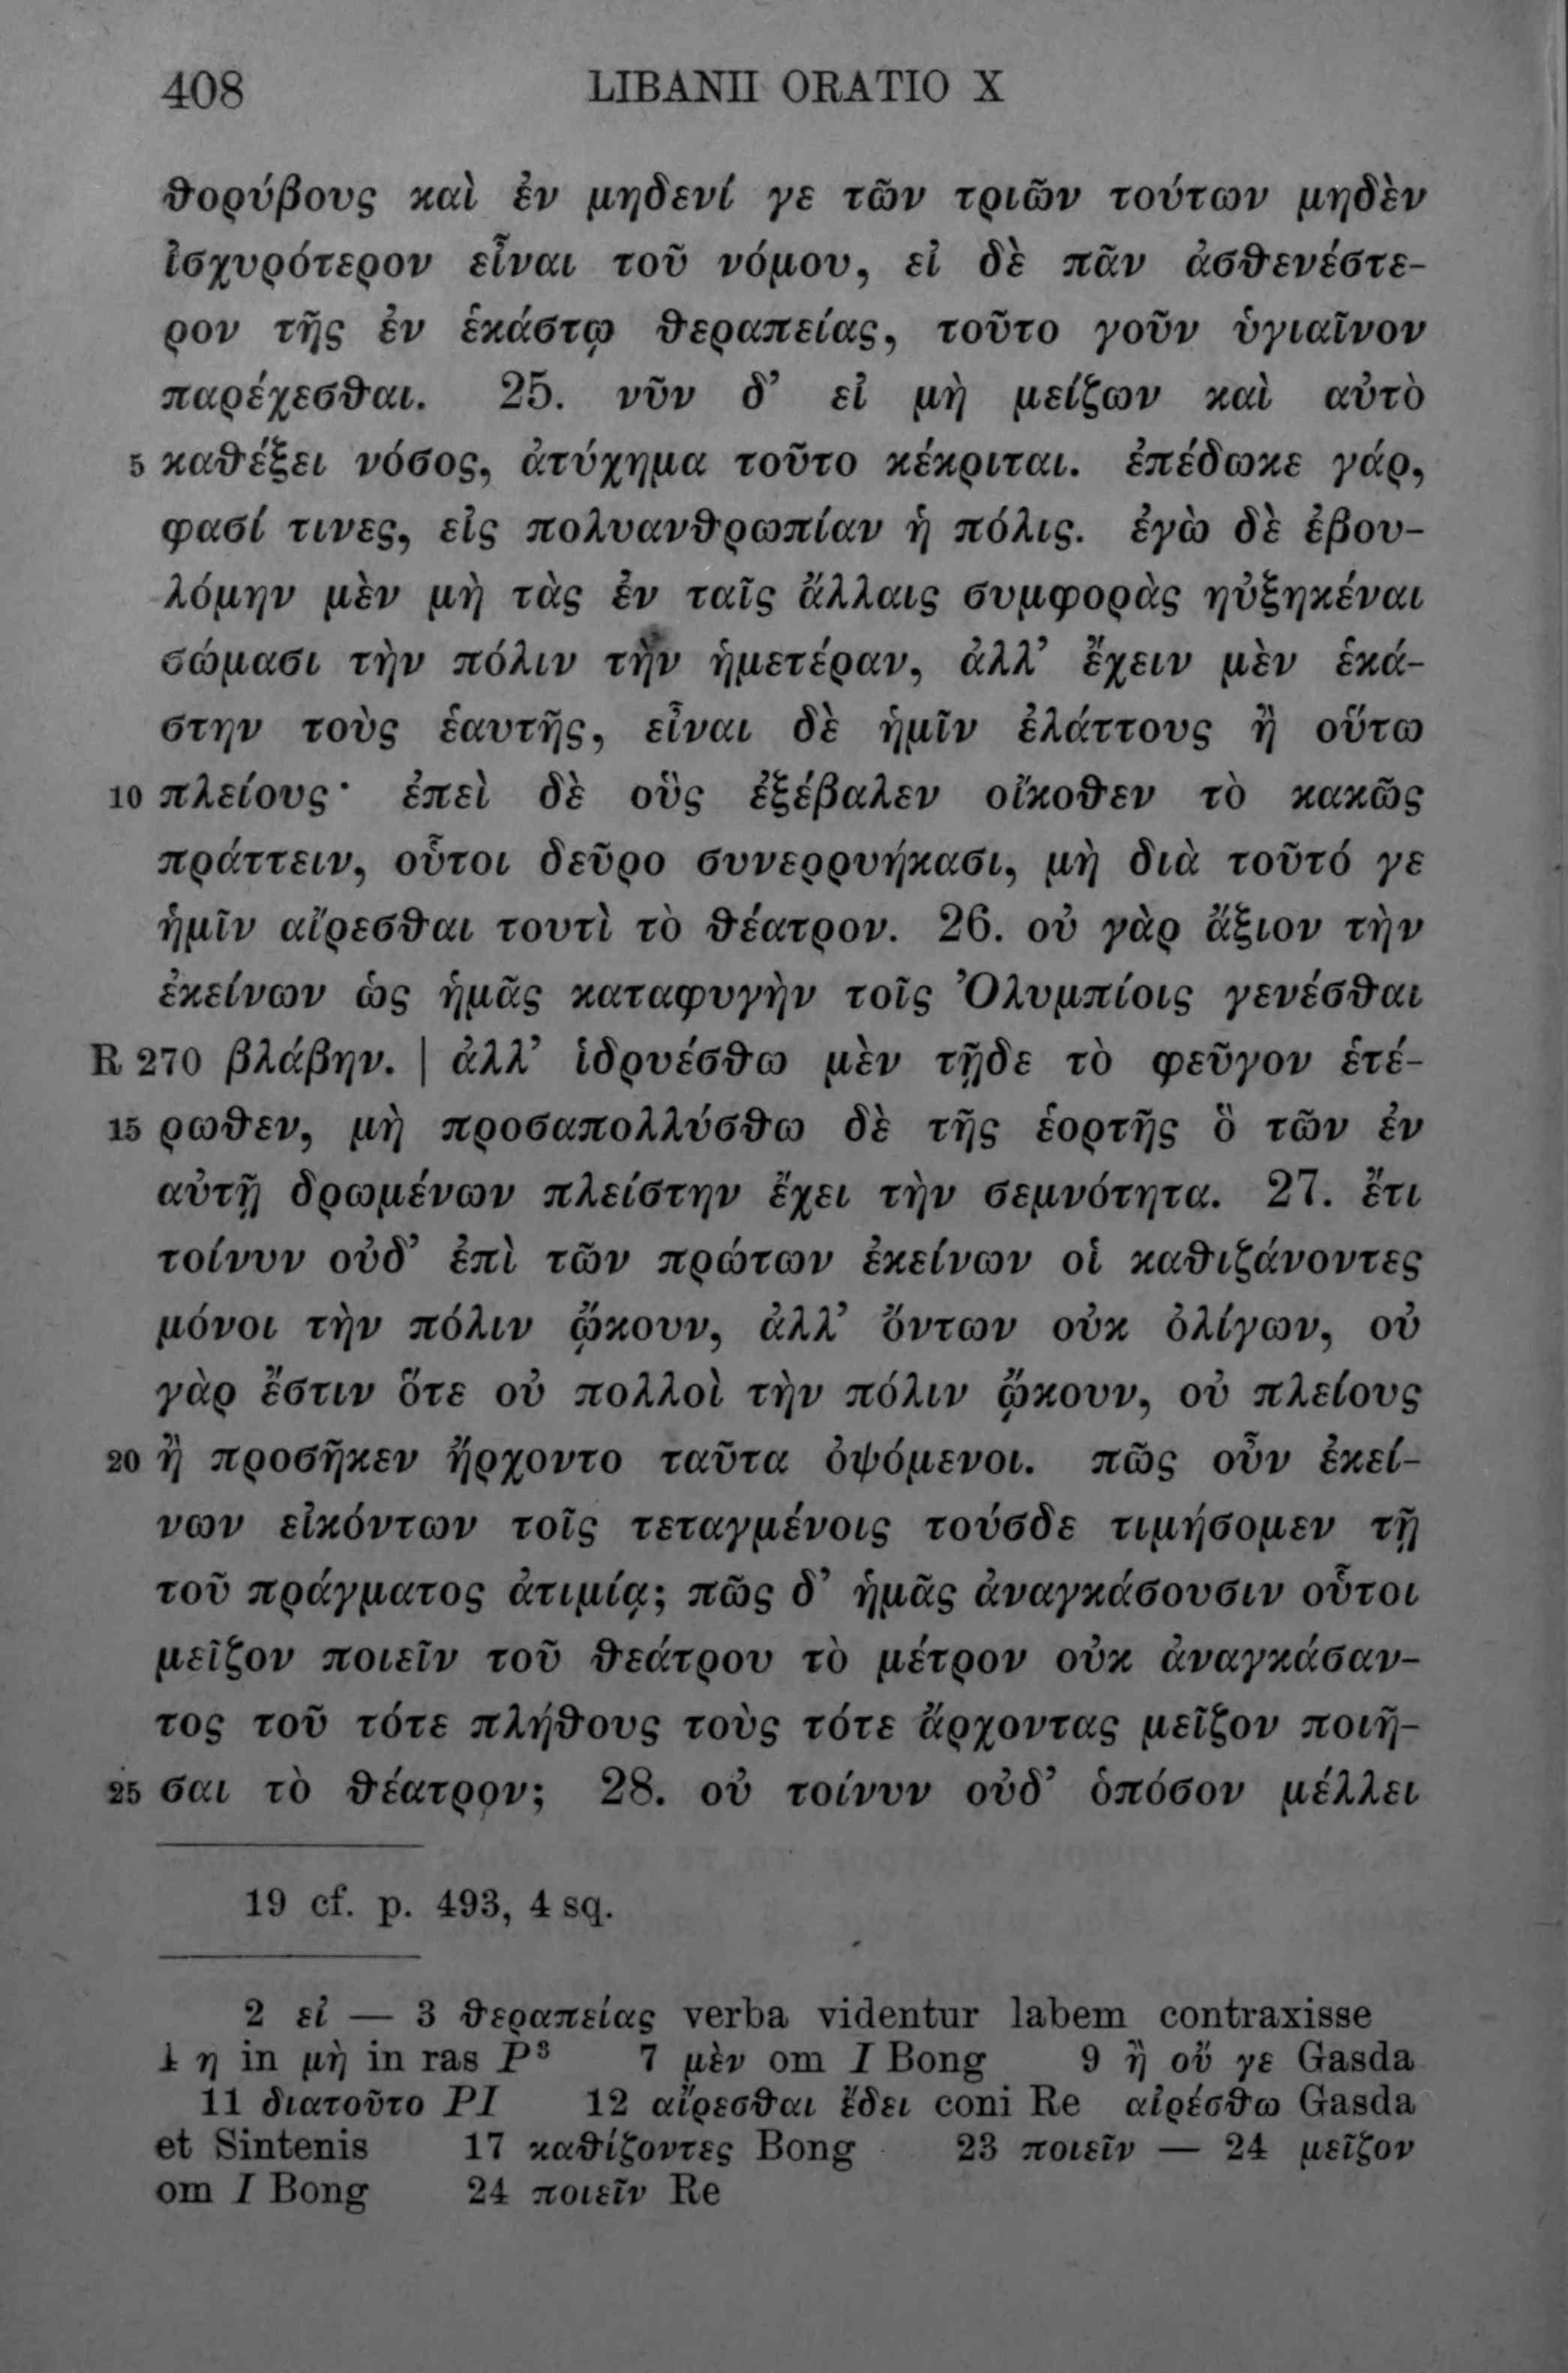 408 LIBANII ORATIO X
θορύβους καὶ ἐν μηδενί γε τῶν τριῶν τούτων μηδὲν
ἰσχυρότερον εἶναι τοῦ νόμου, εἰ δὲ πᾶν ἀσθενέστε-
ρον τῆς ἐν ἑκάστῳ θεραπείας, τοῦτο γοῦν ὑγιαῖνον
παρέχεσθαι. 25. νῦν δ’ εἰ μὴ μείζων καὶ αὐτὸ
5 καθέξει νόσος, ἀτύχημα τοῦτο κέκριται. ἐπέδωκε γάρ,
φασί τινες, εἰς πολυανθρωπίαν ἡ πόλις. ἐγὼ δὲ ἐβου-
λόμην μὲν μὴ τὰς ἐν ταῖς ἄλλαις συμφορὰς ηὐξηκέναι
σώμασι τὴν πόλιν τὴν ἡμετέραν, ἀλλ’ ἔχειν μὲν ἑκά-
στην τοὺς ἑαυτῆς, εἶναι δὲ ἡμῖν ἐλάττους ἢ οὕτω
10 πλείους· ἐπεὶ δὲ οὓς ἐξέβαλεν οἴκοθεν τὸ κακῶς
πράττειν, οὗτοι δεῦρο συνερρυήκασι, μὴ διὰ τοῦτό γε
ἡμῖν αἴρεσθαι τουτὶ τὸ θέατρον. 26. οὐ γὰρ ἄξιον τὴν
ἐκείνων ὡς ἡμᾶς καταφυγὴν τοῖς Ὀλυμπίοις γενέσθαι
R 270 βλάβην. | ἀλλ’ ἱδρυέσθω μὲν τῇδε τὸ φεῦγον ἑτέ-
15 ρωθεν, μὴ προσαπολλύσθω δὲ τῆς ἑορτῆς ὃ τῶν ἐν
αὐτῇ δρωμένων πλείστην ἔχει τὴν σεμνότητα. 27. ἔτι
τοίνυν οὐδ’ ἐπὶ τῶν πρώτων ἐκείνων οἱ καθιζάνοντες
μόνοι τὴν πόλιν ᾤκουν, ἀλλ’ ὄντων οὐκ ὀλίγων, οὐ
γὰρ ἔστιν ὅτε οὐ πολλοὶ τὴν πόλιν ᾤκουν, οὐ πλείους
20 ἢ προσῆκεν ἤρχοντο ταῦτα ὀψόμενοι. πῶς οὖν ἐκεί-
νων εἰκόντων τοῖς τεταγμένοις τούσδε τιμήσομεν τῇ
τοῦ πράγματος ἀτιμίᾳ; πῶς δ’ ἡμᾶς ἀναγκάσουσιν οὗτοι
μεῖζον ποιεῖν τοῦ θεάτρου τὸ μέτρον οὐκ ἀναγκάσαν-
τος τοῦ τότε πλήθους τοὺς τότε ἄρχοντας μεῖζον ποιῆ-
25 σαι τὸ θέατρον; 28. οὐ τοίνυν οὐδ’ ὁπόσον μέλλει
19 cf. p. 493, 4 sq.
2 εἰ — 3 θεραπείας verba videntur labem contraxisse
4 η in μὴ in ras P³ 7 μὲν om I Bong 9 ἢ οὔ γε Gasda
11 διατοῦτο PI 12 αἴρεσθαι ἔδει coni Re αἰρέσθω Gasda
et Sintenis 17 καθίζοντες Bong 23 ποιεῖν — 24 μεῖζον
om I Bong 24 ποιεῖν Re